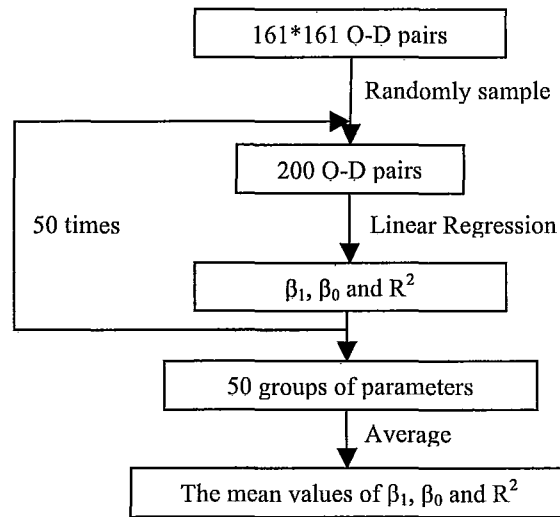 161*161 O-D pairs
Randomly sample
200 O-D pairs
50 times
Linear Regression
β₁, β₀ and R²
50 groups of parameters
Average
The mean values of β₁, β₀ and R²